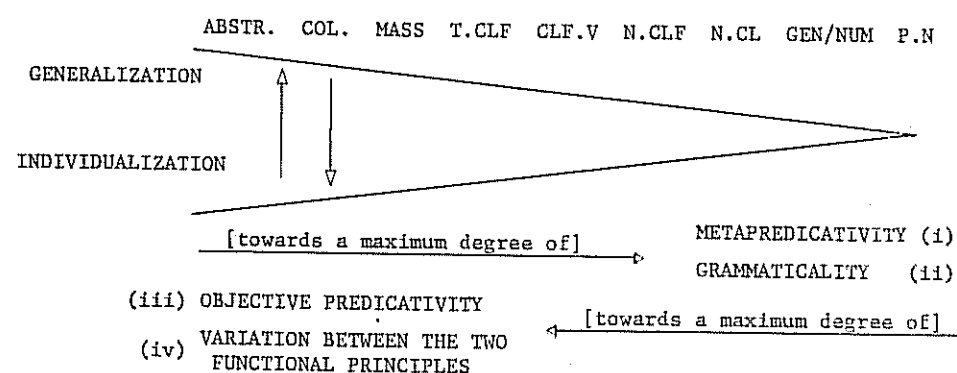 ABSTR. COL. MASS T.CLF CLF.V N.CLF N.CL GEN/NUM P.N
GENERALIZATION
INDIVIDUALIZATION
[towards a maximum degree of]
METAPREDICATIVITY (i)
GRAMMATICALITY (ii)
(iii) OBJECTIVE PREDICATIVITY
[towards a maximum degree of]
(iv) VARIATION BETWEEN THE TWO
FUNCTIONAL PRINCIPLES